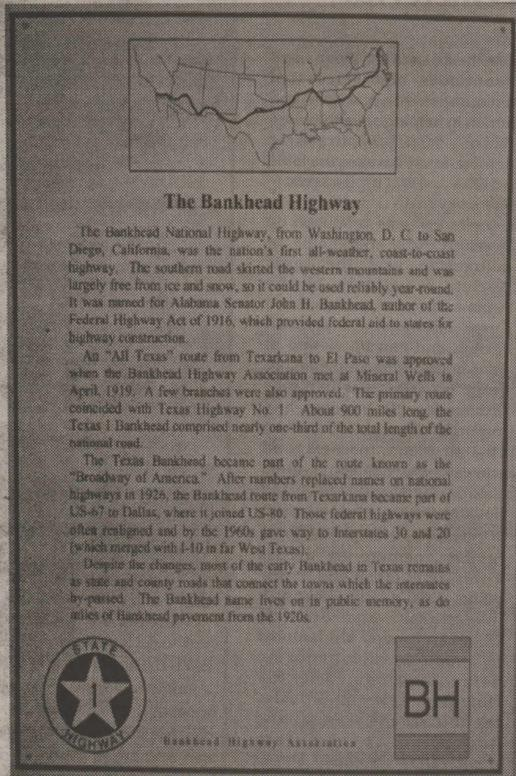 The Bankhead Highway
The Bankhead National Highway, from Washington, D. C. to San
Diego, California, was the nation's first all-weather, coast-to-coast
highway. The southern road skirted the western mountains and was
largely free from ice and snow, so it could be used reliably year-round.
It was named for Alabama Senator John H. Bankhead, author of the
Federal Highway Act of 1916, which provided federal aid to states for
highway construction.
An "All Texas" route from Texarkana to El Paso was approved
when the Bankhead Highway Association met at Mineral Wells in
April, 1919. A few branches were also approved. The primary route
coincided with Texas Highway No. 1. About 900 miles long, the
Texas 1 Bankhead comprised nearly one-third of the total length of the
national road.
The Texas Bankhead became part of the route known as the
"Broadway of America." After numbers replaced names on national
highways in 1926, the Bankhead route from Texarkana became part of
US-67 to Dallas, where it joined US-80. Those federal highways were
often realigned and by the 1960s gave way to Interstates 30 and 20
(which merged with I-10 in far West Texas).
Despite the changes, most of the early Bankhead in Texas remains
as state and county roads that connect the towns which the interstates
by-passed. The Bankhead name lives on in public memory, as do
miles of Bankhead pavement from the 1920s.
STATE
1
HIGHWAY
Bankhead Highway Association
BH